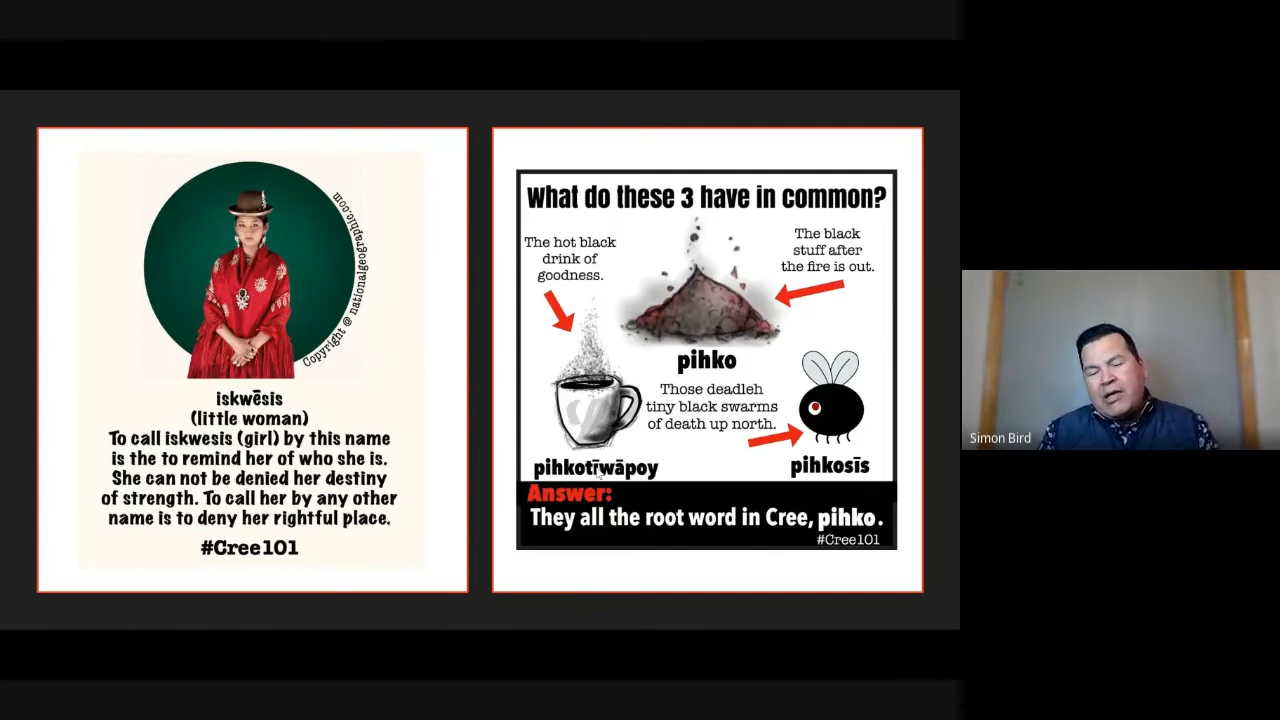 Copyright @ nationalgeographic.com
iskwēsis
(little woman)
To call iskwesis (girl) by this name
is the to remind her of who she is.
She can not be denied her destiny
of strength. To call her by any other
name is to deny her rightful place.
#Cree101
What do these 3 have in common?
The hot black
drink of
goodness.
The black
stuff after
the fire is out.
pihko
Those deadleh
tiny black swarms
of death up north.
pihkotīwāpoy
pihkosīs
Answer:
They all the root word in Cree, pihko.
#Cree101
Simon Bird